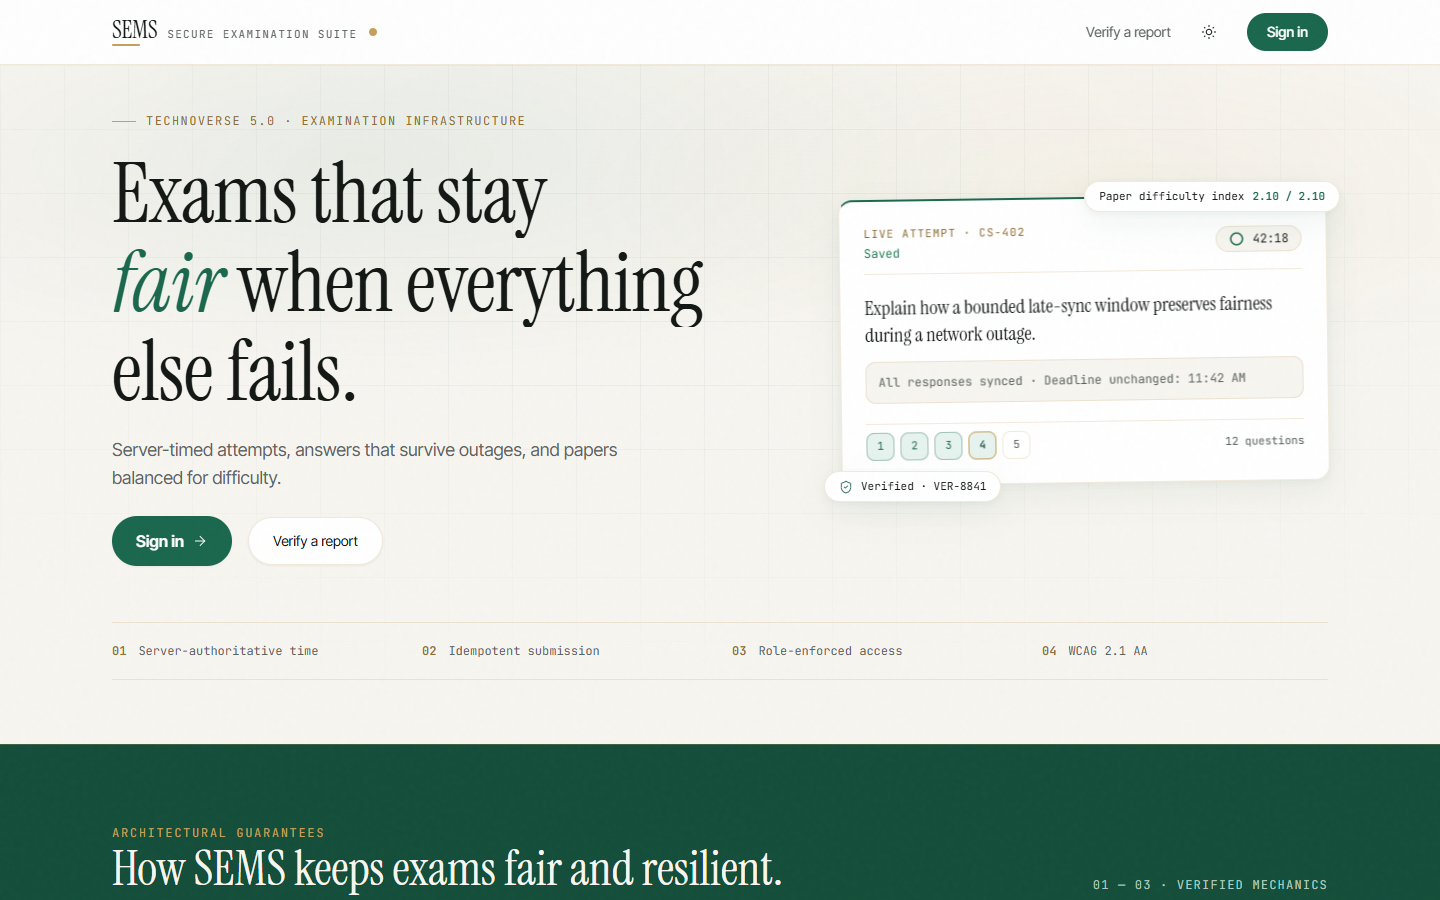 SEMS SECURE EXAMINATION SUITE
Verify a report
Sign in
TECHNOVERSE 5.0 · EXAMINATION INFRASTRUCTURE
Exams that stay
fair when everything
else fails.
Server-timed attempts, answers that survive outages, and papers
balanced for difficulty.
Sign in
Verify a report
Paper difficulty index 2.10 / 2.10
LIVE ATTEMPT · CS-402
Saved
42:18
Explain how a bounded late-sync window preserves fairness
during a network outage.
All responses synced · Deadline unchanged: 11:42 AM
1 2 3 4 5
12 questions
Verified · VER-8841
01 Server-authoritative time
02 Idempotent submission
03 Role-enforced access
04 WCAG 2.1 AA
ARCHITECTURAL GUARANTEES
How SEMS keeps exams fair and resilient.
01 — 03 · VERIFIED MECHANICS